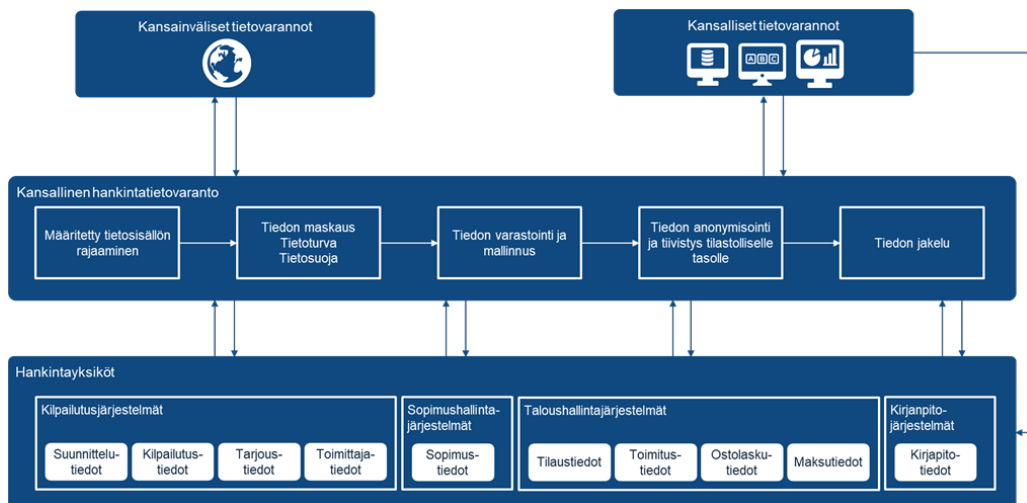 Kansainväliset tietovarannot
Kansalliset tietovarannot
A B C
Kansallinen hankintatietovaranto
Määritetty tietosisällön
rajaaminen
Tiedon maskaus
Tietoturva
Tietosuoja
Tiedon varastointi ja
mallinnus
Tiedon anonymisointi
ja tiivistys tilastolliselle
tasolle
Tiedon jakelu
Hankintayksiköt
Kilpailutusjärjestelmät
Suunnittelu-
tiedot
Kilpailutus-
tiedot
Tarjous-
tiedot
Toimittaja-
tiedot
Sopimushallinta-
järjestelmät
Sopimus-
tiedot
Taloushallintajärjestelmät
Tilaustiedot
Toimitus-
tiedot
Ostolasku-
tiedot
Maksutiedot
Kirjanpito-
järjestelmät
Kirjapito-
tiedot